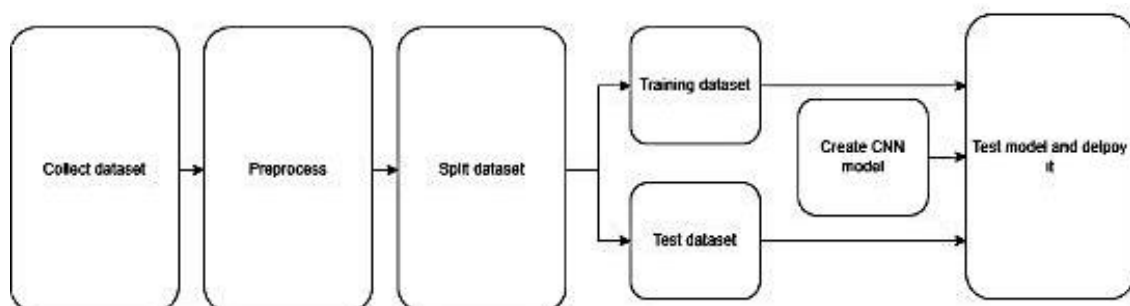 Collect dataset
Preprocess
Split dataset
Training dataset
Test dataset
Create CNN
model
Test model and delpoy
it